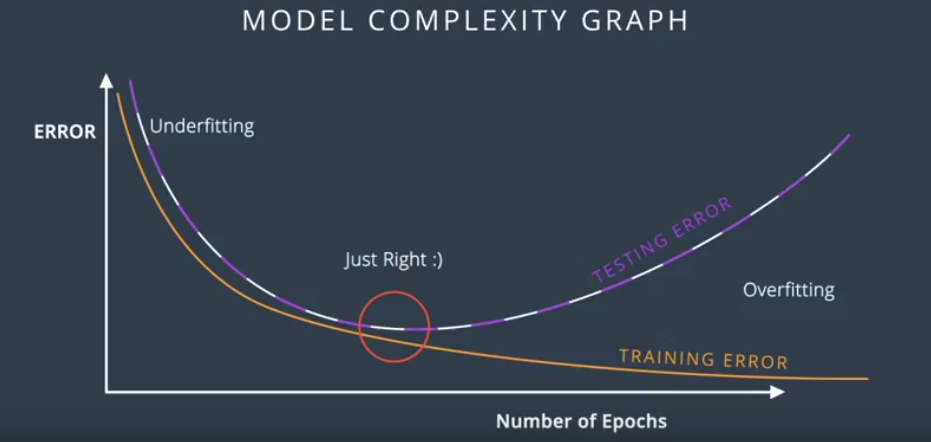 MODEL COMPLEXITY GRAPH
ERROR
Underfitting
Just Right :)
TESTING ERROR
Overfitting
TRAINING ERROR
Number of Epochs